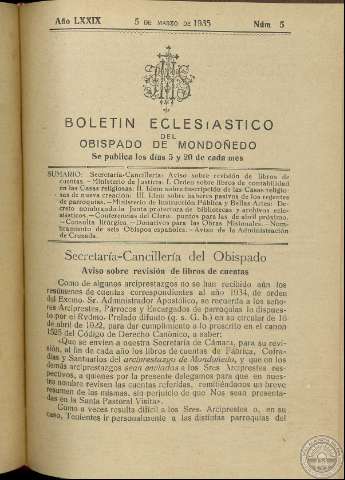 Año LXXIX 5 DE MARZO DE 1935 Núm 5
BOLETIN ECLESIASTICO
DEL
OBISPADO DE MONDOÑEDO
Se publica los días 5 y 20 de cada mes
SUMARIO: Secretaría-Cancillería: Aviso sobre revisión de libros de
cuentas.—Ministerio de Justicia. I. Orden sobre libros de contabilidad
en las Casas religiosas. II. Idem sobre inscripción de las Casas religio-
sas de nueva creación. III. Idem sobre haberes pasivos de los regentes
de parroquias.—Ministerio de Instrucción Pública y Bellas Artes: De-
creto nombrando la Junta protectora de bibliotecas y archivos ecle-
siásticos.—Conferencias del Clero: puntos para las de abril próximo.
—Consulta litúrgica.—Donativos para las Obras Misionales. Nom-
bramiento de seis Obispos españoles.—Aviso de la Administración
de Cruzada.
Secretaría-Cancillería del Obispado
Aviso sobre revisión de libros de cuentas
Como de algunos arciprestazgos no se han recibido aún los
resúmenes de cuentas correspondientes al año 1934, de orden
del Excmo. Sr. Administrador Apostólico, se recuerda a los seño-
res Arciprestes, Párrocos y Encargados de parroquias lo dispues-
to por el Rvdmo. Prelado difunto (q. s. g. h.) en su circular de 16
de abril de 1922, para dar cumplimiento a lo prescrito en el canon
1525 del Código de Derecho Canónico, a saber:
«Que se envíen a nuestra Secretaría de Cámara, para su revi-
sión, al fin de cada año los libros de cuentas de Fábrica, Cofra-
días y Santuarios del arciprestazgo de Mondoñedo, y que en los
demás arciprestazgos sean enviados a los Sres. Arciprestes res-
pectivos, a quienes por la presente delegamos para que en nues-
tro nombre revisen las cuentas referidas, remitiéndonos un breve
resumen de las mismas, sin perjuicio de que Nos sean presenta-
das en la Santa Pastoral Visita».
Como a veces resulta difícil a los Sres. Arciprestes o, en su
caso, Tenientes ir personalmente a las distintas parroquias del